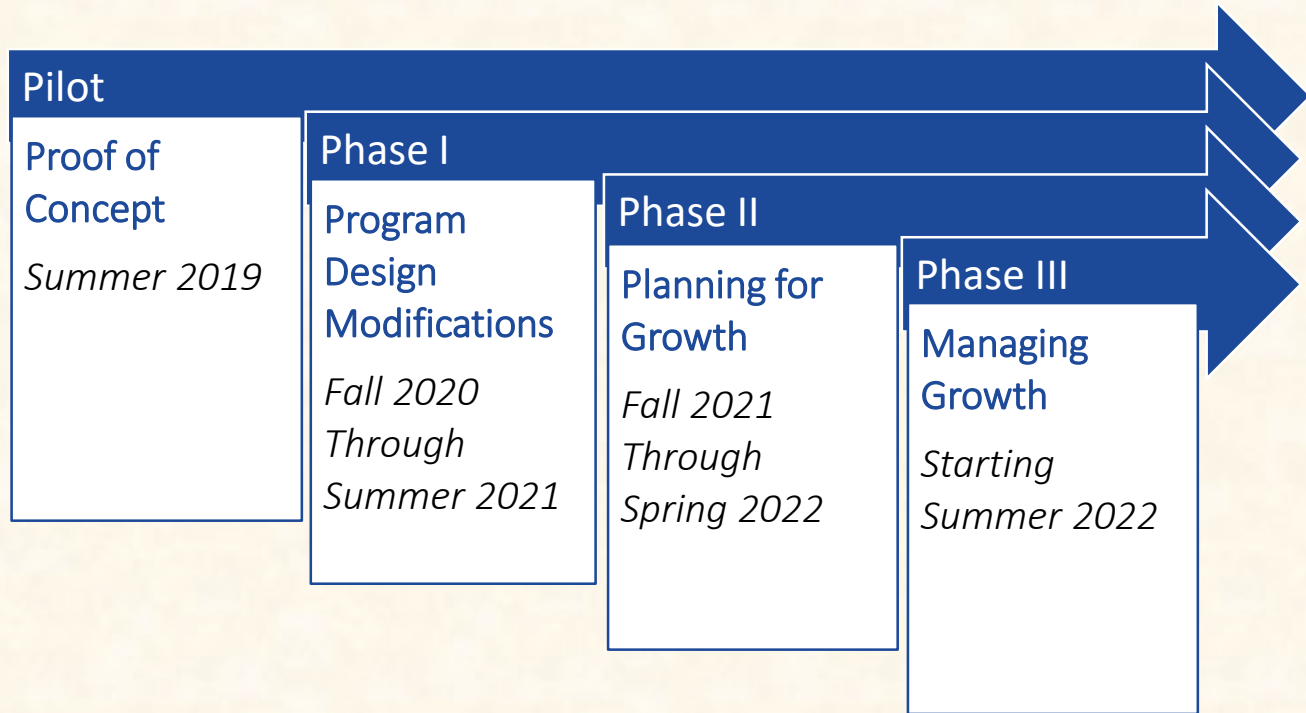 Pilot
Proof of
Concept
Summer 2019
Phase I
Program
Design
Modifications
Fall 2020
Through
Summer 2021
Phase II
Planning for
Growth
Fall 2021
Through
Spring 2022
Phase III
Managing
Growth
Starting
Summer 2022